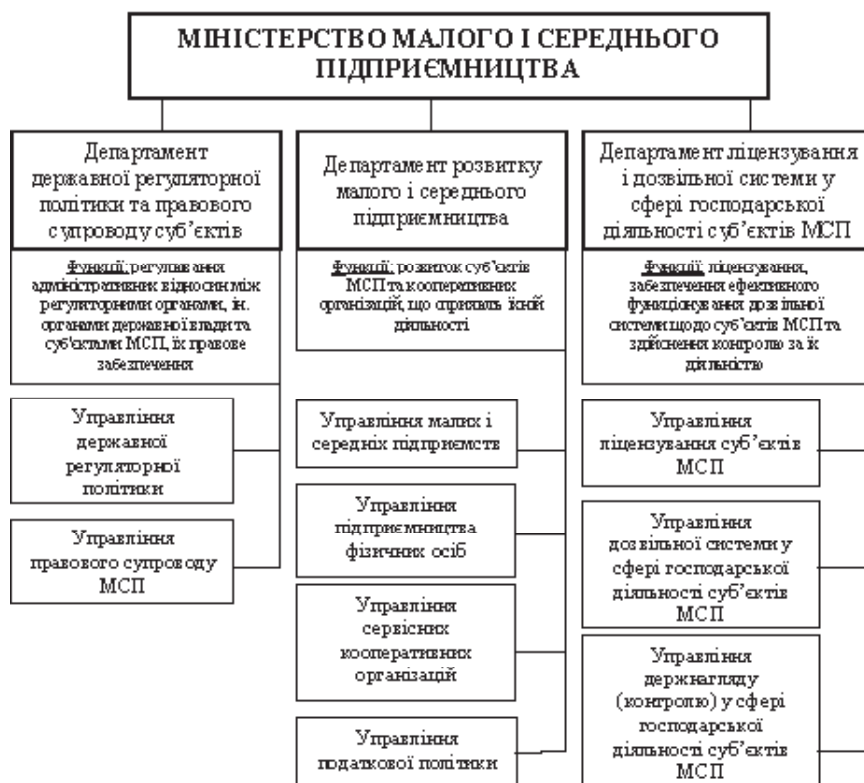 МІНІСТЕРСТВО МАЛОГО І СЕРЕДНЬОГО
ПІДПРИЄМНИЦТВА
Департамент
державної регуляторної
політики та правового
супроводу суб’єктів
Функції: регулювання
адміністративних відносин між
регуляторними органами, ін.
органами державної влади та
суб'єктами МСП, їх правове
забезпечення
Управління
державної
регуляторної
політики
Управління
правового супроводу
МСП
Департамент розвитку
малого і середнього
підприємництва
Функції: розвиток суб’єктів
МСП та кооперативних
організацій, що сприяють їхній
діяльності
Управління малих і
середніх підприємств
Управління
підприємництва
фізичних осіб
Управління
сервісних
кооперативних
організацій
Управління
податкової політики
Департамент ліцензування
і дозвільної системи у
сфері господарської
діяльності суб’єктів МСП
Функції: ліцензування,
забезпечення ефективного
функціонування дозвільної
системи щодо суб’єктів МСП та
здійснення контролю за їх
діяльністю
Управління
ліцензування суб’єктів
МСП
Управління
дозвільної системи у
сфері господарської
діяльності суб’єктів
МСП
Управління
держнагляду
(контролю) у сфері
господарської
діяльності суб’єктів
МСП